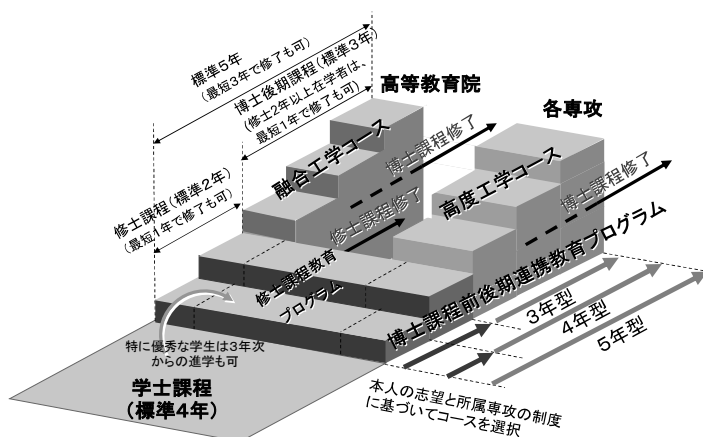 標準5年
(最短3年で修了も可)
博士後期課程(標準3年)
(修士2年以上在学者は、
最短1年で修了も可)
高等教育院
各専攻
融合工学コース
博士課程修了
修士課程(標準2年)
(最短1年で修了も可)
修士課程修了
高度工学コース
博士課程修了
修士課程教育
プログラム
博士課程前後期連携教育プログラム
3年型
4年型
5年型
特に優秀な学生は3年次
からの進学も可
学士課程
(標準4年)
本人の志望と所属専攻の制度
に基づいてコースを選択